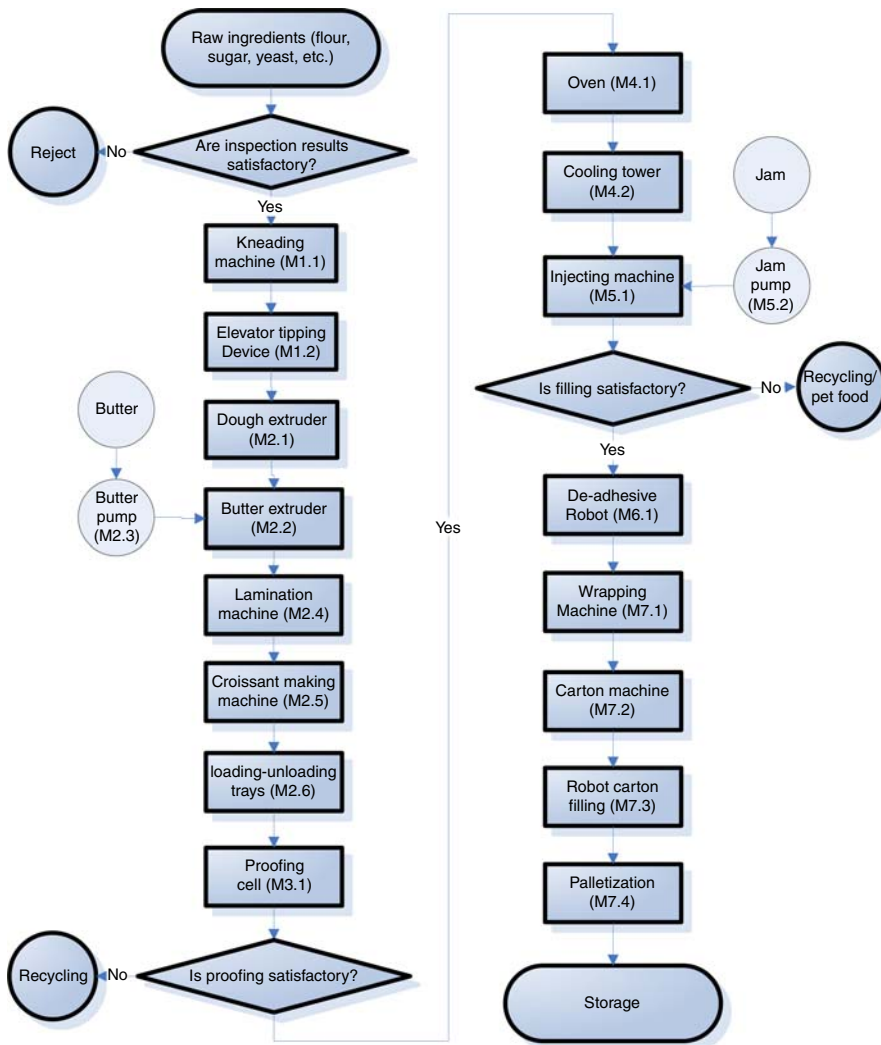 Raw ingredients (flour,
sugar, yeast, etc.)
Are inspection results
satisfactory?
No
Reject
Yes
Kneading
machine (M1.1)
Elevator tipping
Device (M1.2)
Dough extruder
(M2.1)
Butter
Butter
pump
(M2.3)
Butter extruder
(M2.2)
Lamination
machine (M2.4)
Croissant making
machine (M2.5)
loading-unloading
trays (M2.6)
Proofing
cell (M3.1)
Is proofing satisfactory?
No
Recycling
Yes
Oven (M4.1)
Cooling tower
(M4.2)
Jam
Jam
pump
(M5.2)
Injecting machine
(M5.1)
Is filling satisfactory?
No
Recycling/
pet food
Yes
De-adhesive
Robot (M6.1)
Wrapping
Machine (M7.1)
Carton machine
(M7.2)
Robot carton
filling (M7.3)
Palletization
(M7.4)
Storage